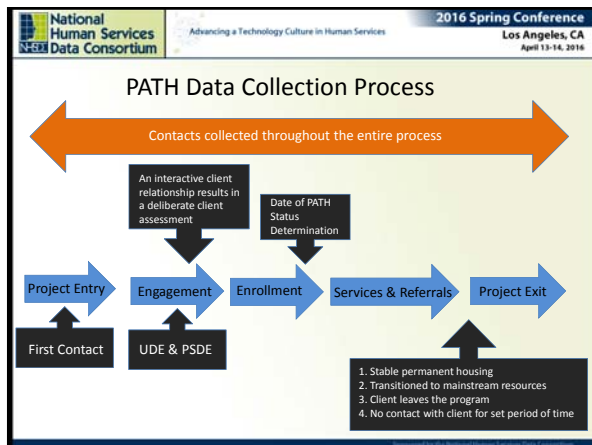 National
Human Services
Data Consortium
NHSDC
Advancing a Technology Culture in Human Services
2016 Spring Conference
Los Angeles, CA
April 13-14, 2016
PATH Data Collection Process
Contacts collected throughout the entire process
An interactive client
relationship results in
a deliberate client
assessment
Date of PATH
Status
Determination
Project Entry
Engagement
Enrollment
Services & Referrals
Project Exit
First Contact
UDE & PSDE
1. Stable permanent housing
2. Transitioned to mainstream resources
3. Client leaves the program
4. No contact with client for set period of time